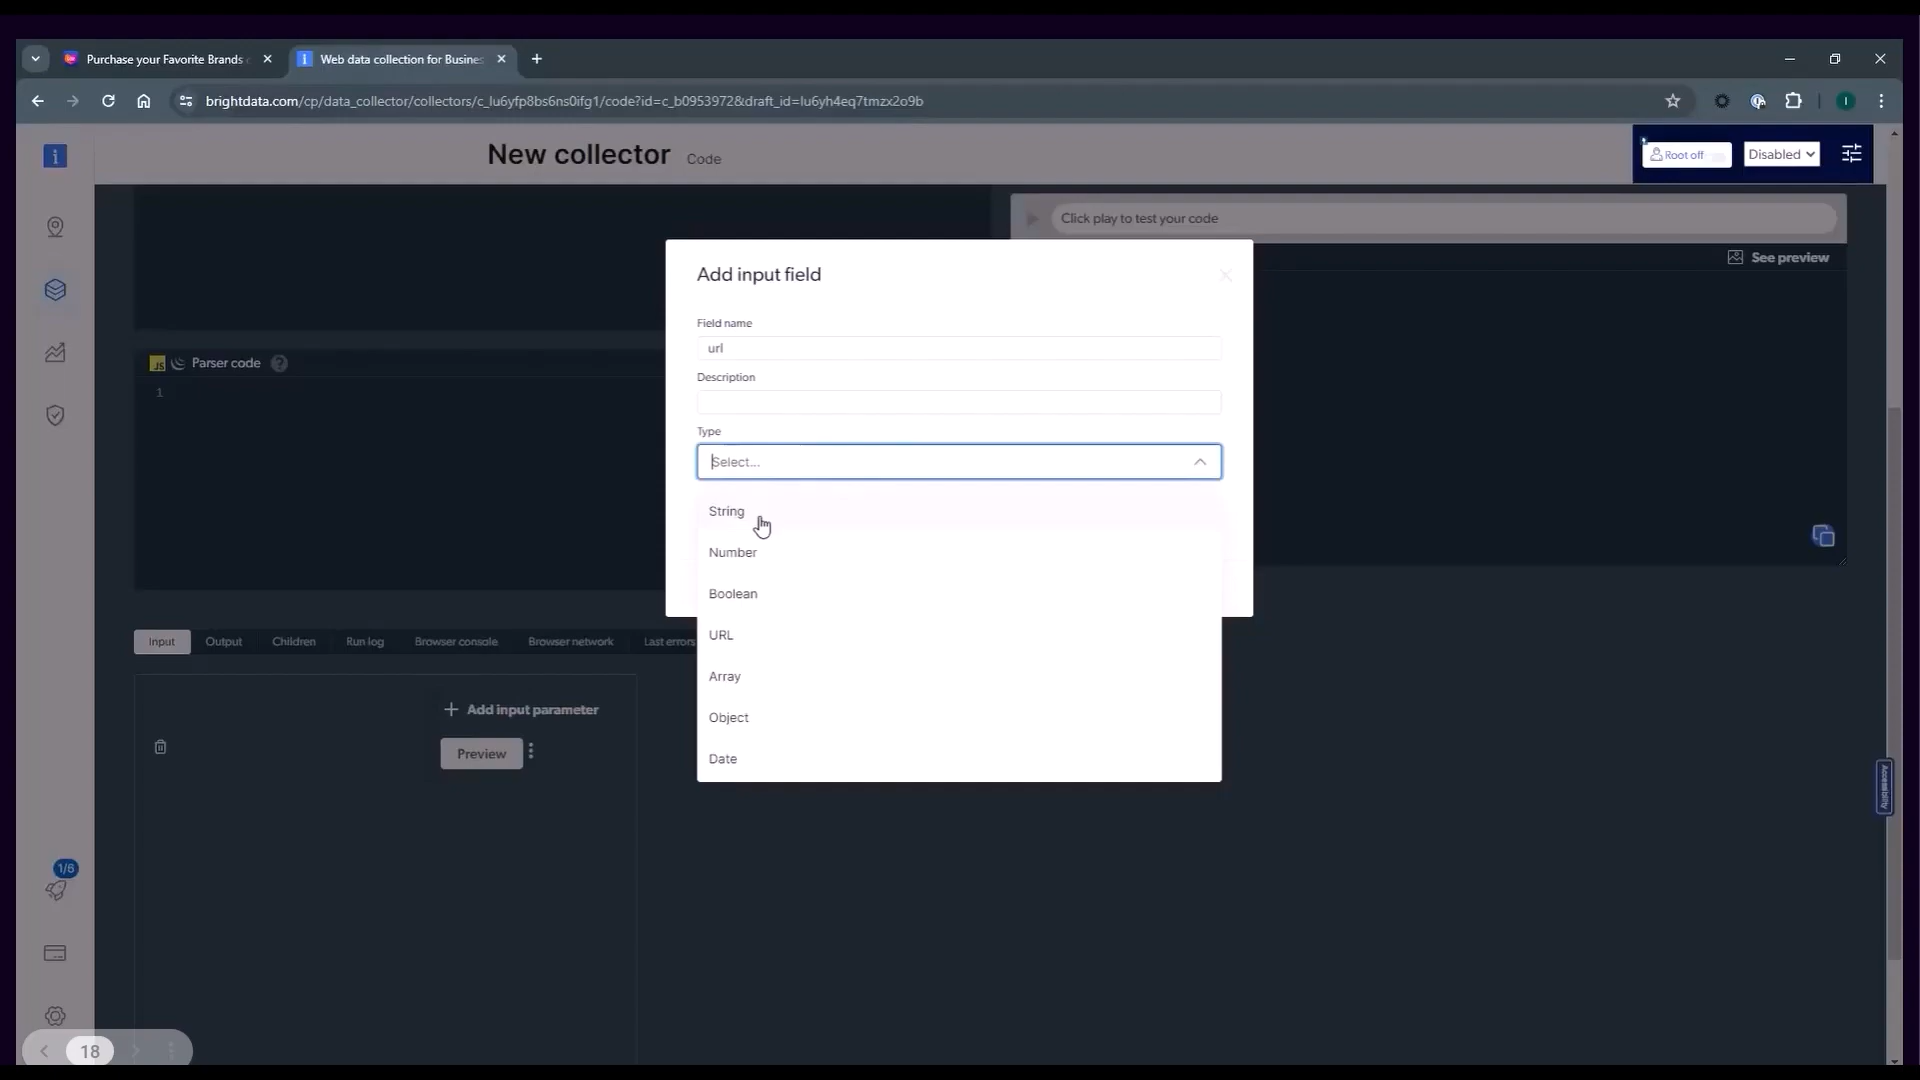 Purchase your Favorite Brands
Web data collection for Busine
brightdata.com/cp/data_collector/collectors/c_lu6yfp8bs6ns0ifg1/code?id=c_b0953972&draft_id=lu6yh4eq7tmzx2o9b
New collector Code
Root off
Disabled
Click play to test your code
See preview
Add input field
Field name
url
Description
Type
Select...
String
Number
Boolean
URL
Array
Object
Date
JS Parser code ?
1
Input Output Children Run log Browser console Browser network Last errors
Add input parameter
Preview
Accessibility
1/6
18